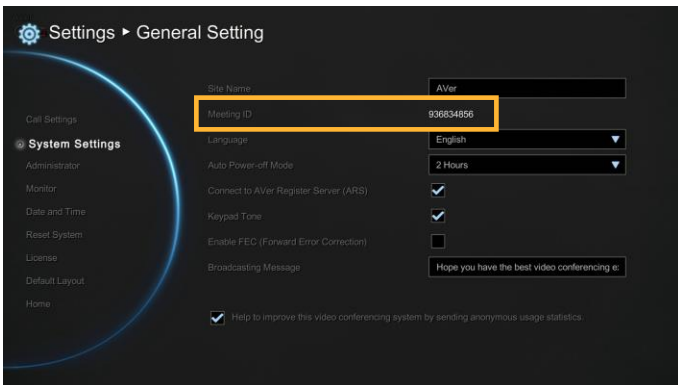 Settings ▸ General Setting
Call Settings
System Settings
Administrator
Monitor
Date and Time
Reset System
License
Default Layout
Home
Site Name AVer
Meeting ID 936834856
Language English
Auto Power-off Mode 2 Hours
Connect to AVer Register Server (ARS)
Keypad Tone
Enable FEC (Forward Error Correction)
Broadcasting Message Hope you have the best video conferencing e:
Help to improve this video conferencing system by sending anonymous usage statistics.